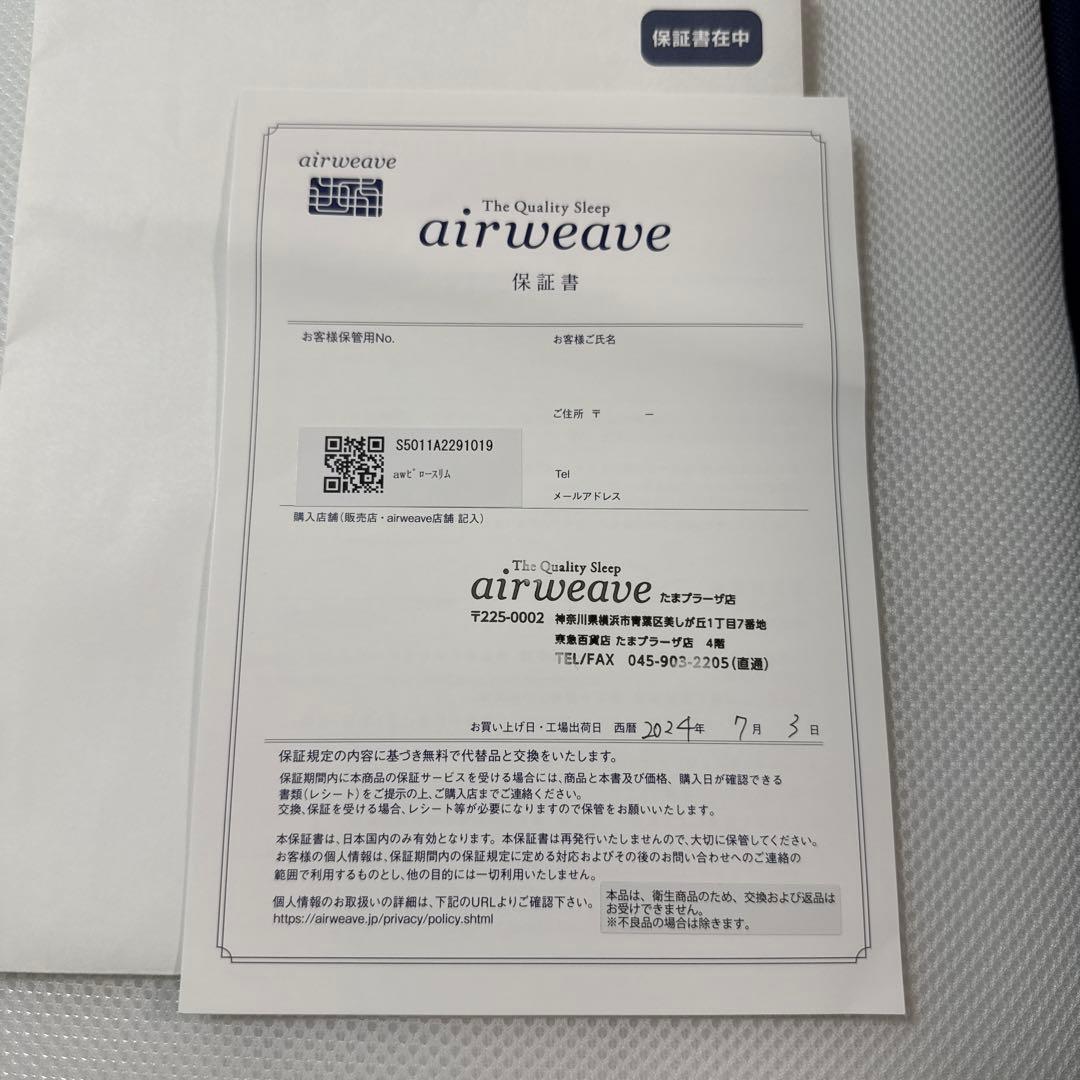 保証書在中
airweave
The Quality Sleep
airweave
保証書
お客様保管用No.
お客様ご氏名
ご住所 〒 －
S5011A2291019
awﾋﾟﾛｰｽﾘﾑ
Tel
メールアドレス
購入店舗(販売店・airweave店舗 記入)
The Quality Sleep
airweave たまプラーザ店
〒225-0002 神奈川県横浜市青葉区美しが丘1丁目7番地
東急百貨店 たまプラーザ店 4階
TEL/FAX 045-903-2205(直通)
お買い上げ日・工場出荷日 西暦 2024年 7月 3日
保証規定の内容に基づき無料で代替品と交換をいたします。
保証期間内に本商品の保証サービスを受ける場合には、商品と本書及び価格、購入日が確認できる
書類(レシート)をご提示の上、ご購入店までご連絡ください。
交換、保証を受ける場合、レシート等が必要になりますので保管をお願いいたします。
本保証書は、日本国内のみ有効となります。本保証書は再発行いたしませんので、大切に保管してください。
お客様の個人情報は、保証期間内の保証規定に定める対応およびその後のお問い合わせへのご連絡の
範囲で利用するものとし、他の目的には一切利用いたしません。
個人情報のお取扱いの詳細は、下記のURLよりご確認下さい。
https://airweave.jp/privacy/policy.shtml
本品は、衛生商品のため、交換および返品は
お受けできません。
※不良品の場合は除きます。